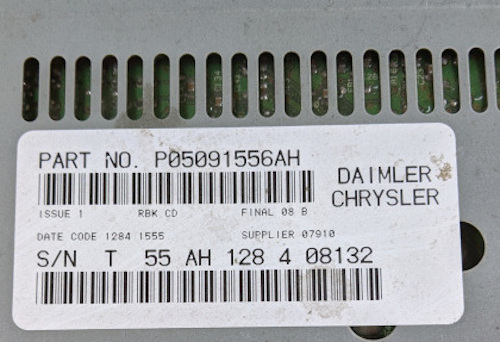 PART NO. P05091556AH
DAIMLER
CHRYSLER
ISSUE 1 RBK CD FINAL 08 B
DATE CODE 1284 1555 SUPPLIER 07910
S/N T 55 AH 128 4 08132